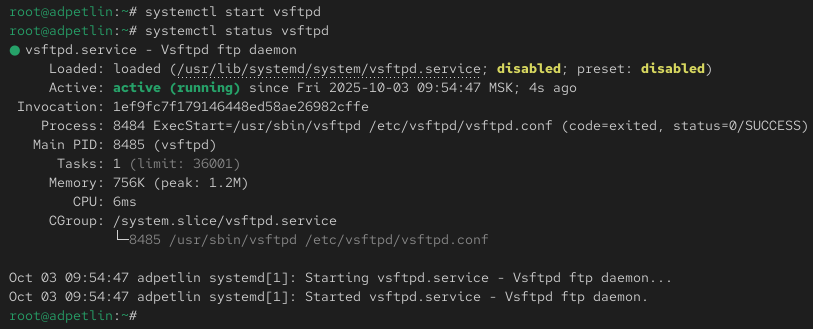 root@adpetlin:~# systemctl start vsftpd
root@adpetlin:~# systemctl status vsftpd
● vsftpd.service - Vsftpd ftp daemon
     Loaded: loaded (/usr/lib/systemd/system/vsftpd.service; disabled; preset: disabled)
     Active: active (running) since Fri 2025-10-03 09:54:47 MSK; 4s ago
 Invocation: 1ef9fc7f179146448ed58ae26982cffe
    Process: 8484 ExecStart=/usr/sbin/vsftpd /etc/vsftpd/vsftpd.conf (code=exited, status=0/SUCCESS)
   Main PID: 8485 (vsftpd)
      Tasks: 1 (limit: 36001)
     Memory: 756K (peak: 1.2M)
        CPU: 6ms
     CGroup: /system.slice/vsftpd.service
             └─8485 /usr/sbin/vsftpd /etc/vsftpd/vsftpd.conf

Oct 03 09:54:47 adpetlin systemd[1]: Starting vsftpd.service - Vsftpd ftp daemon...
Oct 03 09:54:47 adpetlin systemd[1]: Started vsftpd.service - Vsftpd ftp daemon.
root@adpetlin:~#